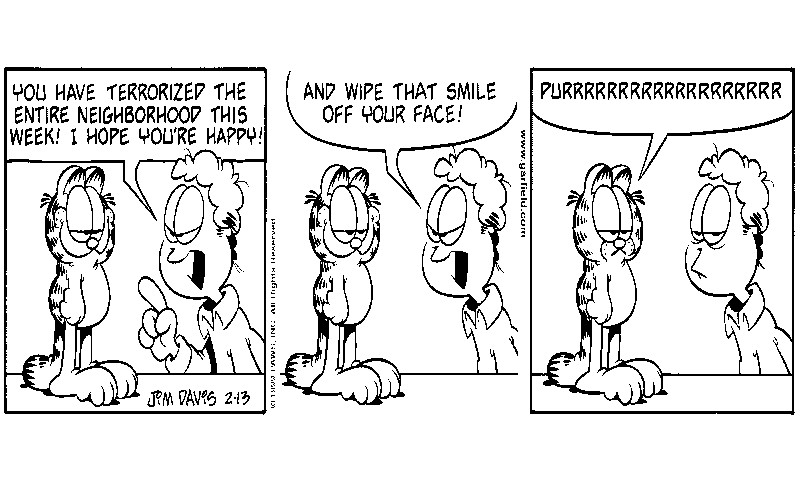 YOU HAVE TERRORIZED THE
ENTIRE NEIGHBORHOOD THIS
WEEK! I HOPE YOU'RE HAPPY!
JIM DAVIS 2·13
AND WIPE THAT SMILE
OFF YOUR FACE!
www.garfield.com
PURRRRRRRRRRRRRRRRRRR